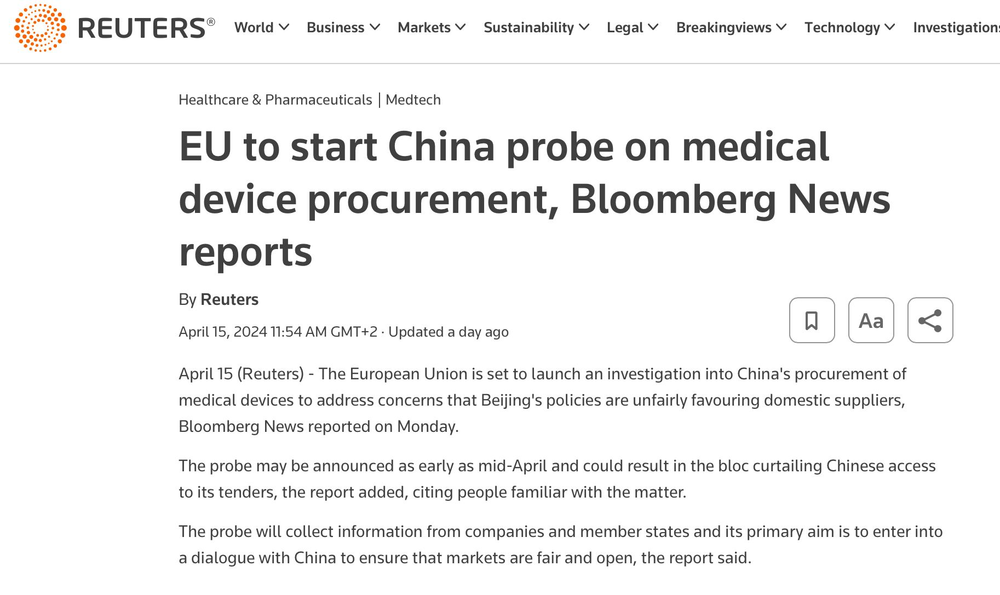 REUTERS®
World Business Markets Sustainability Legal Breakingviews Technology Investigations
Healthcare & Pharmaceuticals | Medtech
EU to start China probe on medical
device procurement, Bloomberg News
reports
By Reuters
April 15, 2024 11:54 AM GMT+2 · Updated a day ago
Aa
April 15 (Reuters) - The European Union is set to launch an investigation into China's procurement of
medical devices to address concerns that Beijing's policies are unfairly favouring domestic suppliers,
Bloomberg News reported on Monday.
The probe may be announced as early as mid-April and could result in the bloc curtailing Chinese access
to its tenders, the report added, citing people familiar with the matter.
The probe will collect information from companies and member states and its primary aim is to enter into
a dialogue with China to ensure that markets are fair and open, the report said.